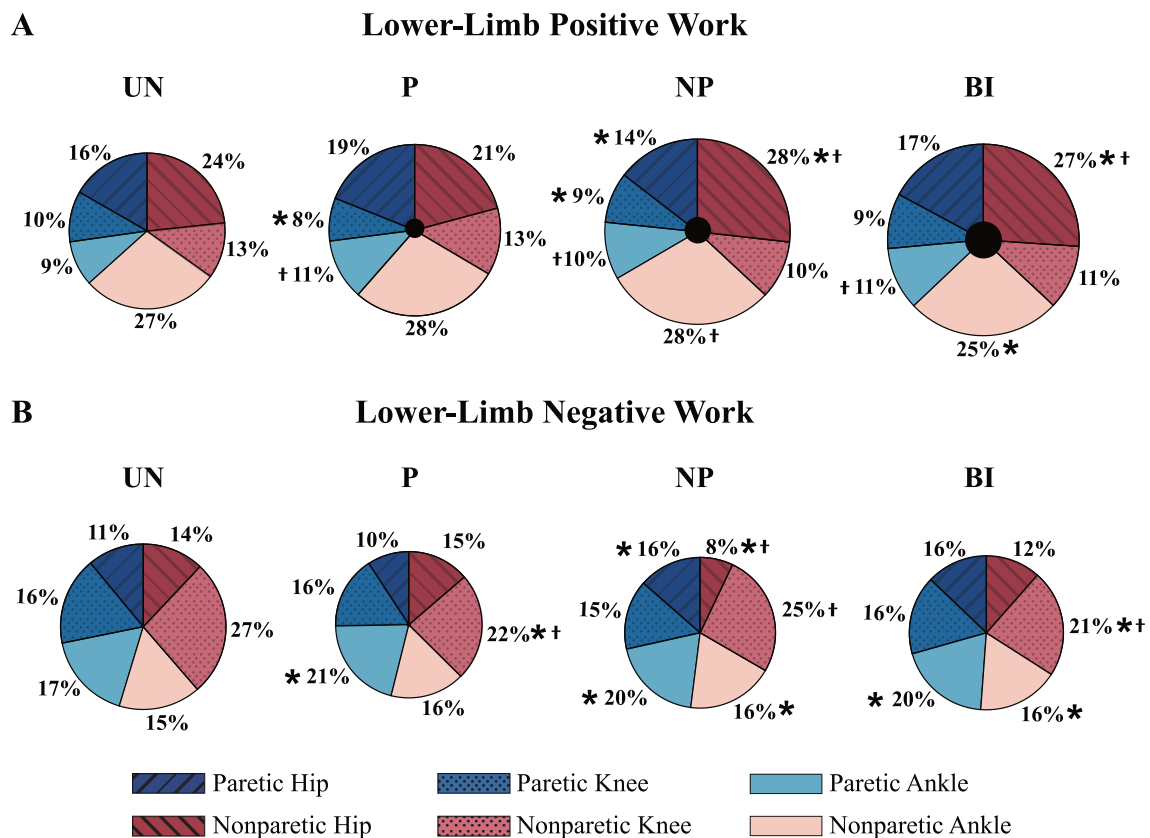 A Lower-Limb Positive Work
UN P NP BI
16% 24% 10% 13% 9% 27%
19% 21% *8% 13% †11% 28%
*14% 28%*† *9% 10% †10% 28%†
17% 27%*† 9% 11% †11% 25%*
B Lower-Limb Negative Work
UN P NP BI
11% 14% 16% 27% 17% 15%
10% 15% 16% 22%*† *21% 16%
*16% 8%*† 15% 25%† *20% 16%*
16% 12% 16% 21%*† *20% 16%*
Paretic Hip Paretic Knee Paretic Ankle
Nonparetic Hip Nonparetic Knee Nonparetic Ankle